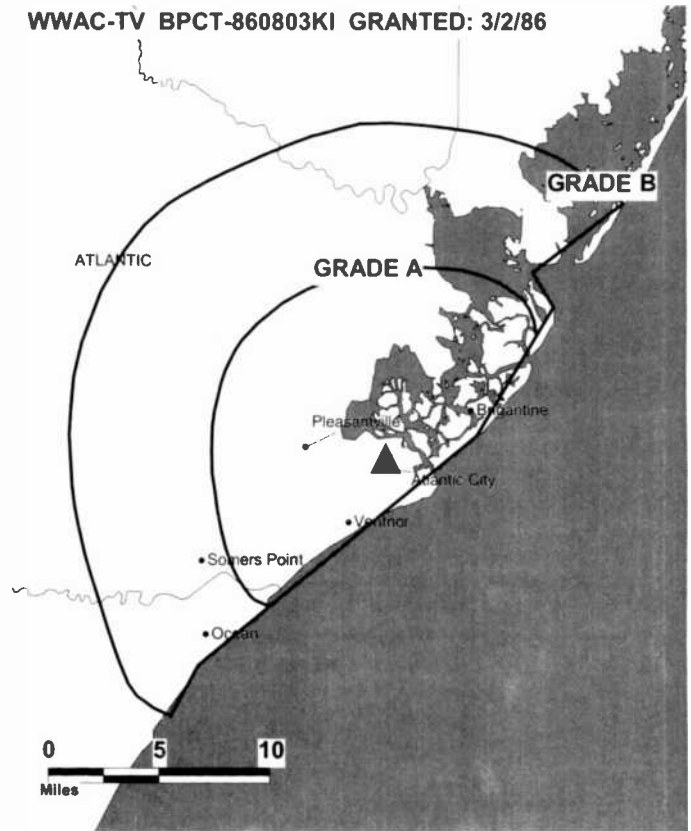 WWAC-TV BPCT-860803KI GRANTED: 3/2/86
GRADE B
ATLANTIC
GRADE A
Brigantine
Pleasantville
Atlantic City
Ventnor
Somers Point
Ocean
0 5 10
Miles